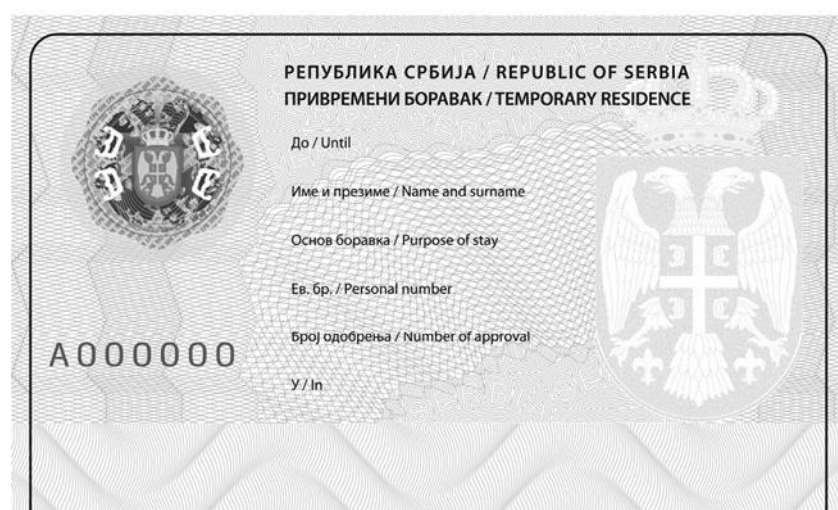 РЕПУБЛИКА СРБИЈА / REPUBLIC OF SERBIA
ПРИВРЕМЕНИ БОРАВАК / TEMPORARY RESIDENCE
До / Until
Име и презиме / Name and surname
Основ боравка / Purpose of stay
Ев. бр. / Personal number
Број одобрења / Number of approval
A000000
У / In